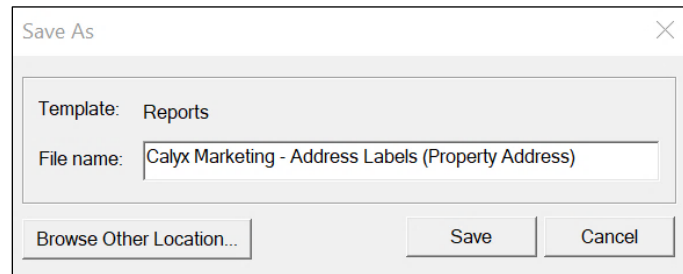 Save As
Template: Reports
File name: Calyx Marketing - Address Labels (Property Address)
Browse Other Location... Save Cancel